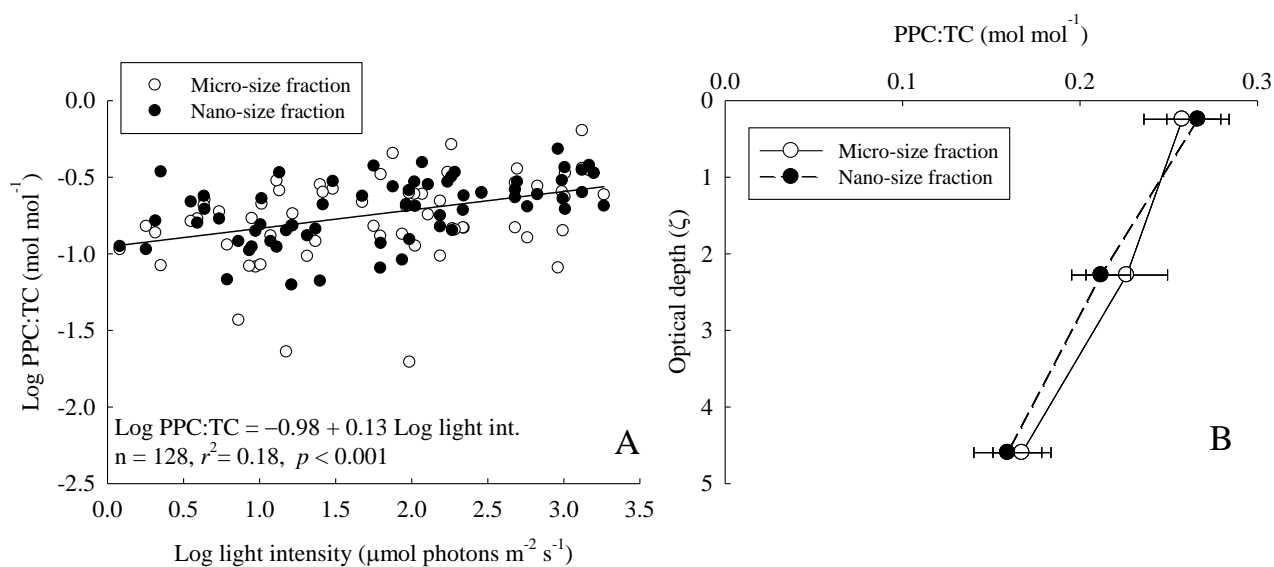 Micro-size fraction
Nano-size fraction
Log PPC:TC (mol mol⁻¹)
0.0
-0.5
-1.0
-1.5
-2.0
-2.5
Log PPC:TC = −0.98 + 0.13 Log light int.
n = 128, r²= 0.18, p < 0.001
A
0.0 0.5 1.0 1.5 2.0 2.5 3.0 3.5
Log light intensity (μmol photons m⁻² s⁻¹)
PPC:TC (mol mol⁻¹)
0.0 0.1 0.2 0.3
Optical depth (ζ)
0
1
2
3
4
5
Micro-size fraction
Nano-size fraction
B